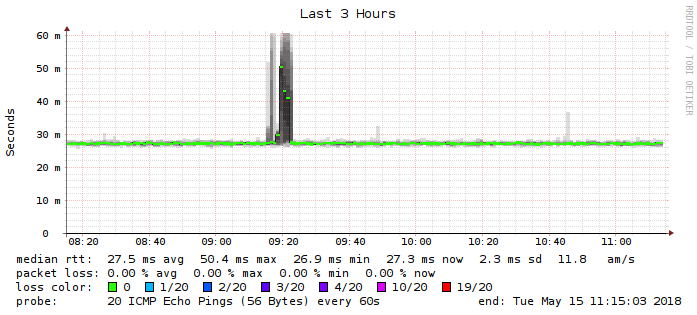 Last 3 Hours
RRDTOOL / TOBI OETIKER
Seconds
60 m
50 m
40 m
30 m
20 m
10 m
0
08:20 08:40 09:00 09:20 09:40 10:00 10:20 10:40 11:00
median rtt: 27.5 ms avg 50.4 ms max 26.9 ms min 27.3 ms now 2.3 ms sd 11.8 am/s
packet loss: 0.00 % avg 0.00 % max 0.00 % min 0.00 % now
loss color: 0 1/20 2/20 3/20 4/20 10/20 19/20
probe: 20 ICMP Echo Pings (56 Bytes) every 60s end: Tue May 15 11:15:03 2018